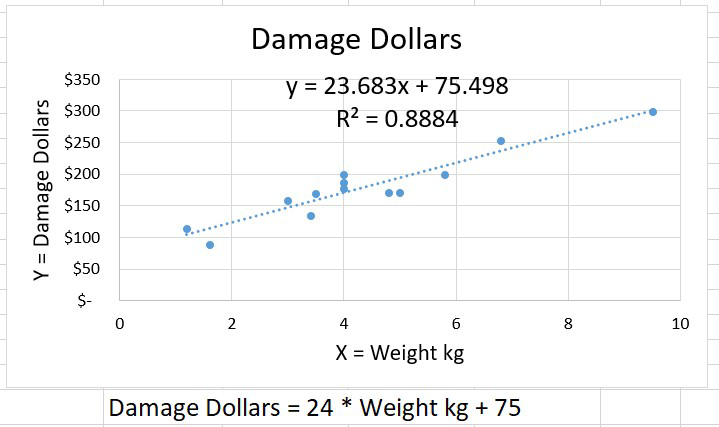 Damage Dollars
y = 23.683x + 75.498
R² = 0.8884
Y = Damage Dollars
$350
$300
$250
$200
$150
$100
$50
$-
0 2 4 6 8 10
X = Weight kg
Damage Dollars = 24 * Weight kg + 75